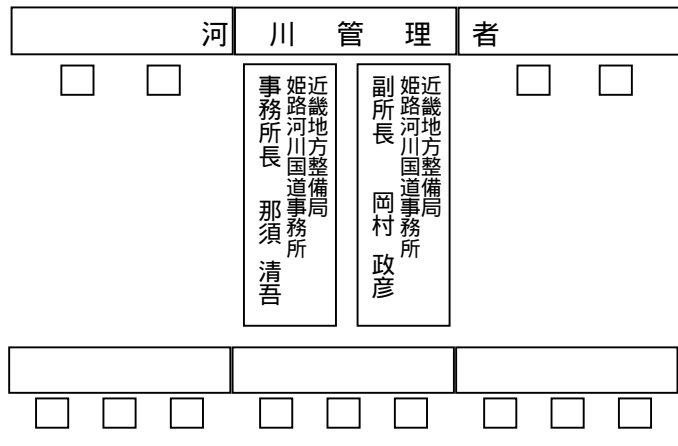 河川管理者
近畿地方整備局
姫路河川国道事務所
副所長 岡村 政彦
近畿地方整備局
姫路河川国道事務所
事務所長 那須 清吾